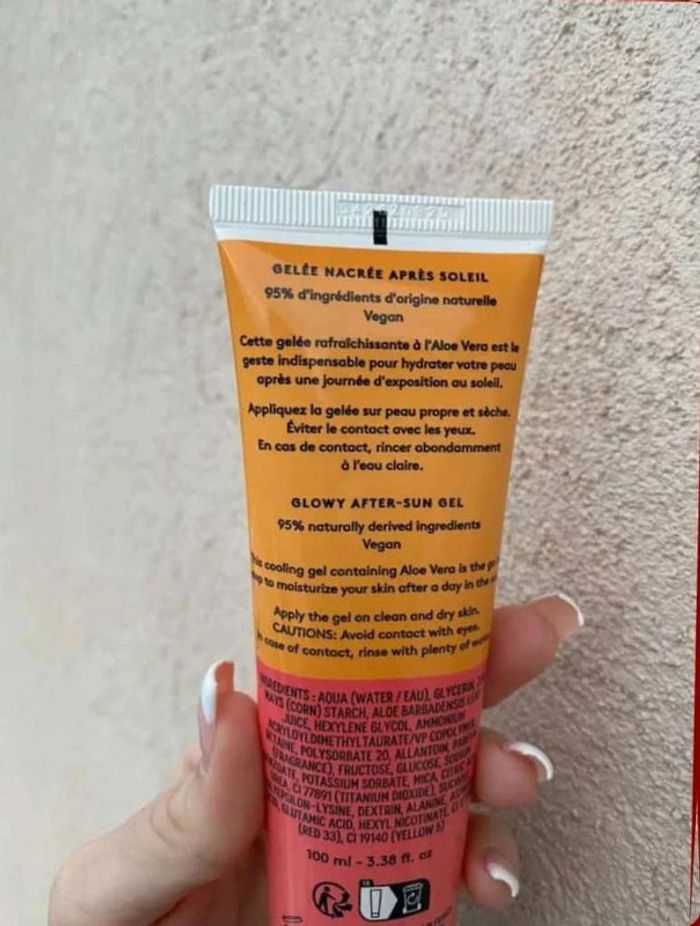 GELÉE NACRÉE APRÈS SOLEIL
95% d'ingrédients d'origine naturelle
Vegan
Cette gelée rafraîchissante à l'Aloe Vera est le
geste indispensable pour hydrater votre peau
après une journée d'exposition au soleil.
Appliquez la gelée sur peau propre et sèche.
Éviter le contact avec les yeux.
En cas de contact, rincer abondamment
à l'eau claire.
GLOWY AFTER-SUN GEL
95% naturally derived ingredients
Vegan
cooling gel containing Aloe Vera is the
to moisturize your skin after a day in the
Apply the gel on clean and dry skin.
CAUTIONS: Avoid contact with eyes.
case of contact, rinse with plenty of
INGREDIENTS : AQUA (WATER / EAU), GLYCERIN,
MAYS (CORN) STARCH, ALOE BARBADENSIS
JUICE, HEXYLENE GLYCOL, AMMONIUM
ACRYLOYLDIMETHYLTAURATE/VP COPOLYMER,
POLYSORBATE 20, ALLANTOIN,
(FRAGRANCE), FRUCTOSE, GLUCOSE,
POTASSIUM SORBATE, MICA, CITRIC
CI 77891 (TITANIUM DIOXIDE),
DEXTRIN, ALANINE,
GLUTAMIC ACID, HEXYL NICOTINATE,
(RED 33), CI 19140 (YELLOW 5)
100 ml - 3.38 fl. oz